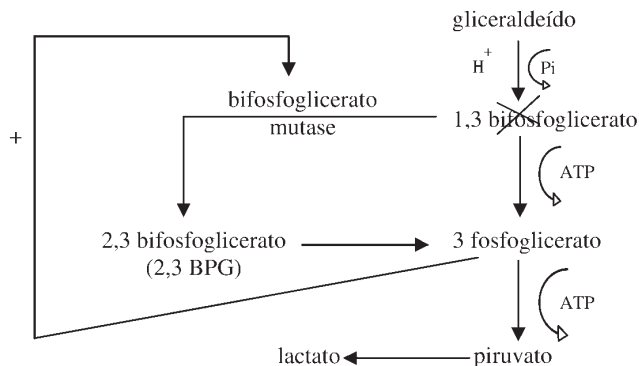 gliceraldeído
H+
Pi
bifosfoglicerato
mutase
1,3 bifosfoglicerato
+
ATP
2,3 bifosfoglicerato
(2,3 BPG)
3 fosfoglicerato
ATP
lactato
piruvato